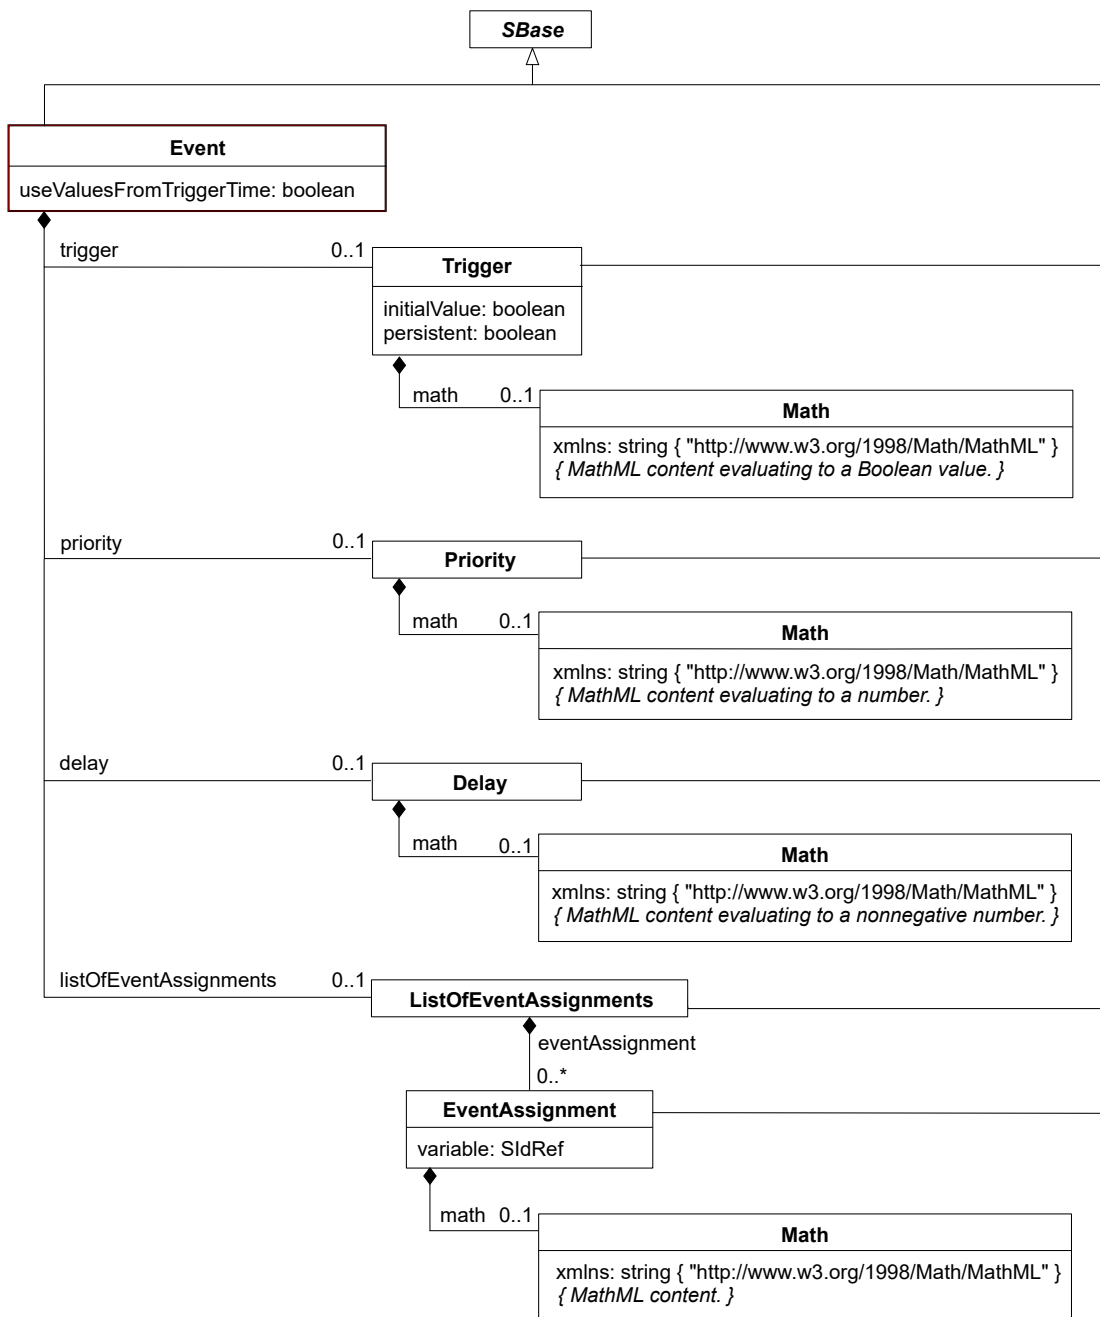 SBase
Event
useValuesFromTriggerTime: boolean
trigger 0..1
Trigger
initialValue: boolean
persistent: boolean
math 0..1
Math
xmlns: string { "http://www.w3.org/1998/Math/MathML" }
{ MathML content evaluating to a Boolean value. }
priority 0..1
Priority
math 0..1
Math
xmlns: string { "http://www.w3.org/1998/Math/MathML" }
{ MathML content evaluating to a number. }
delay 0..1
Delay
math 0..1
Math
xmlns: string { "http://www.w3.org/1998/Math/MathML" }
{ MathML content evaluating to a nonnegative number. }
listOfEventAssignments 0..1
ListOfEventAssignments
eventAssignment
0..*
EventAssignment
variable: SIdRef
math 0..1
Math
xmlns: string { "http://www.w3.org/1998/Math/MathML" }
{ MathML content. }